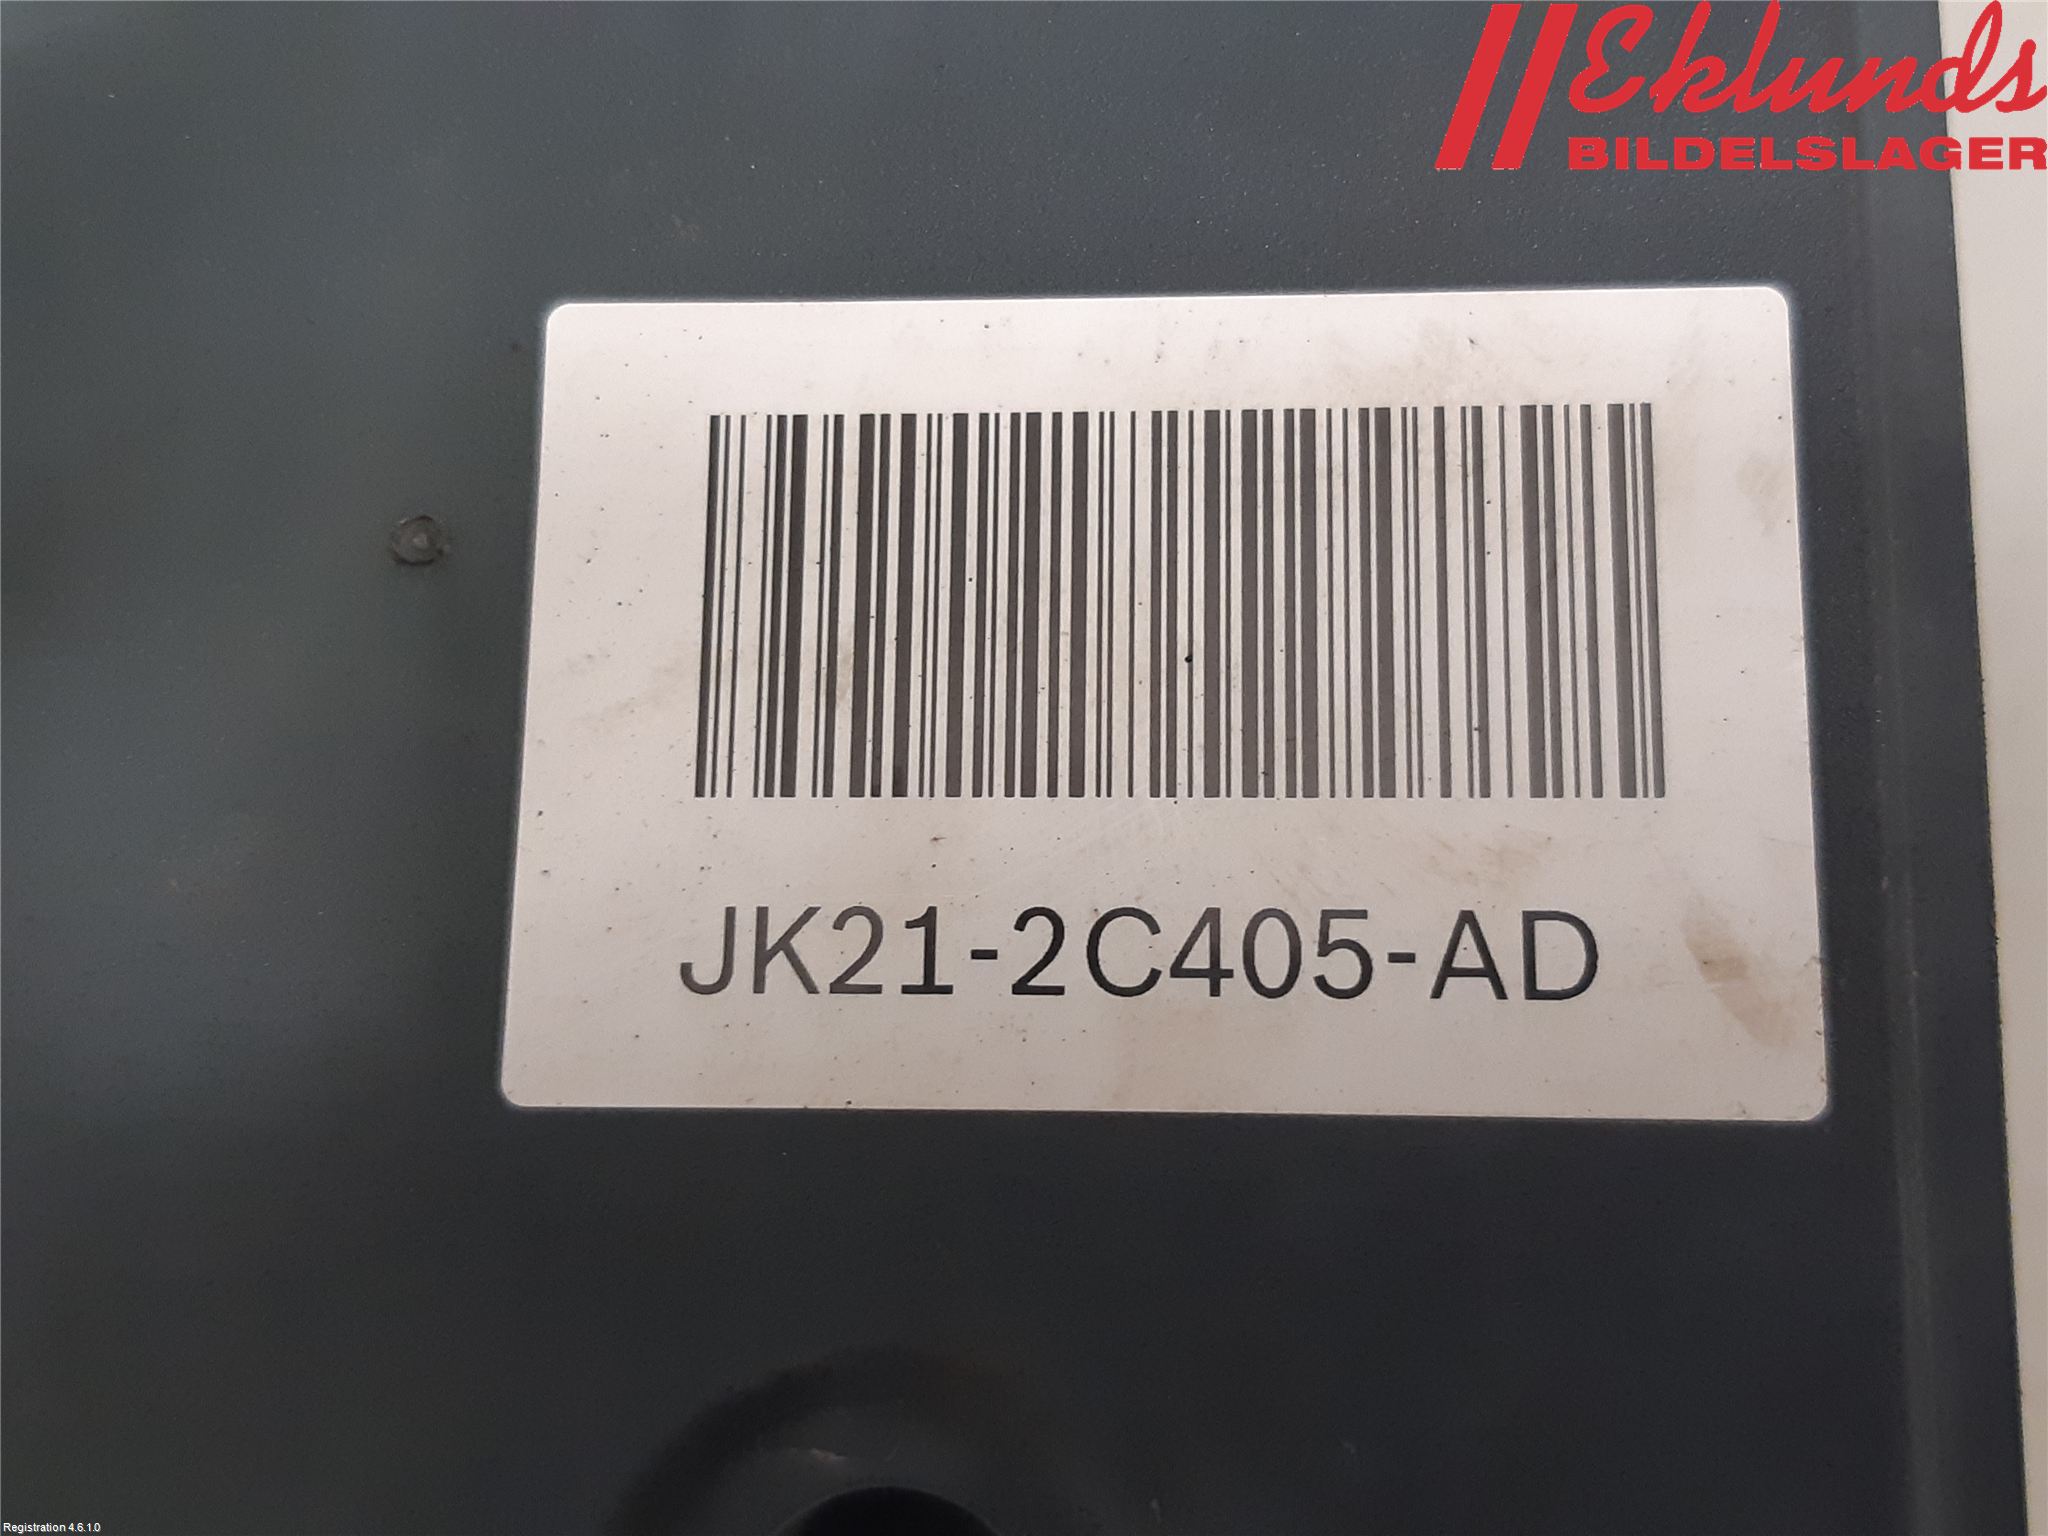 Eklunds
BILDELSLAGER
JK21-2C405-AD
Registration 4.6.1.0